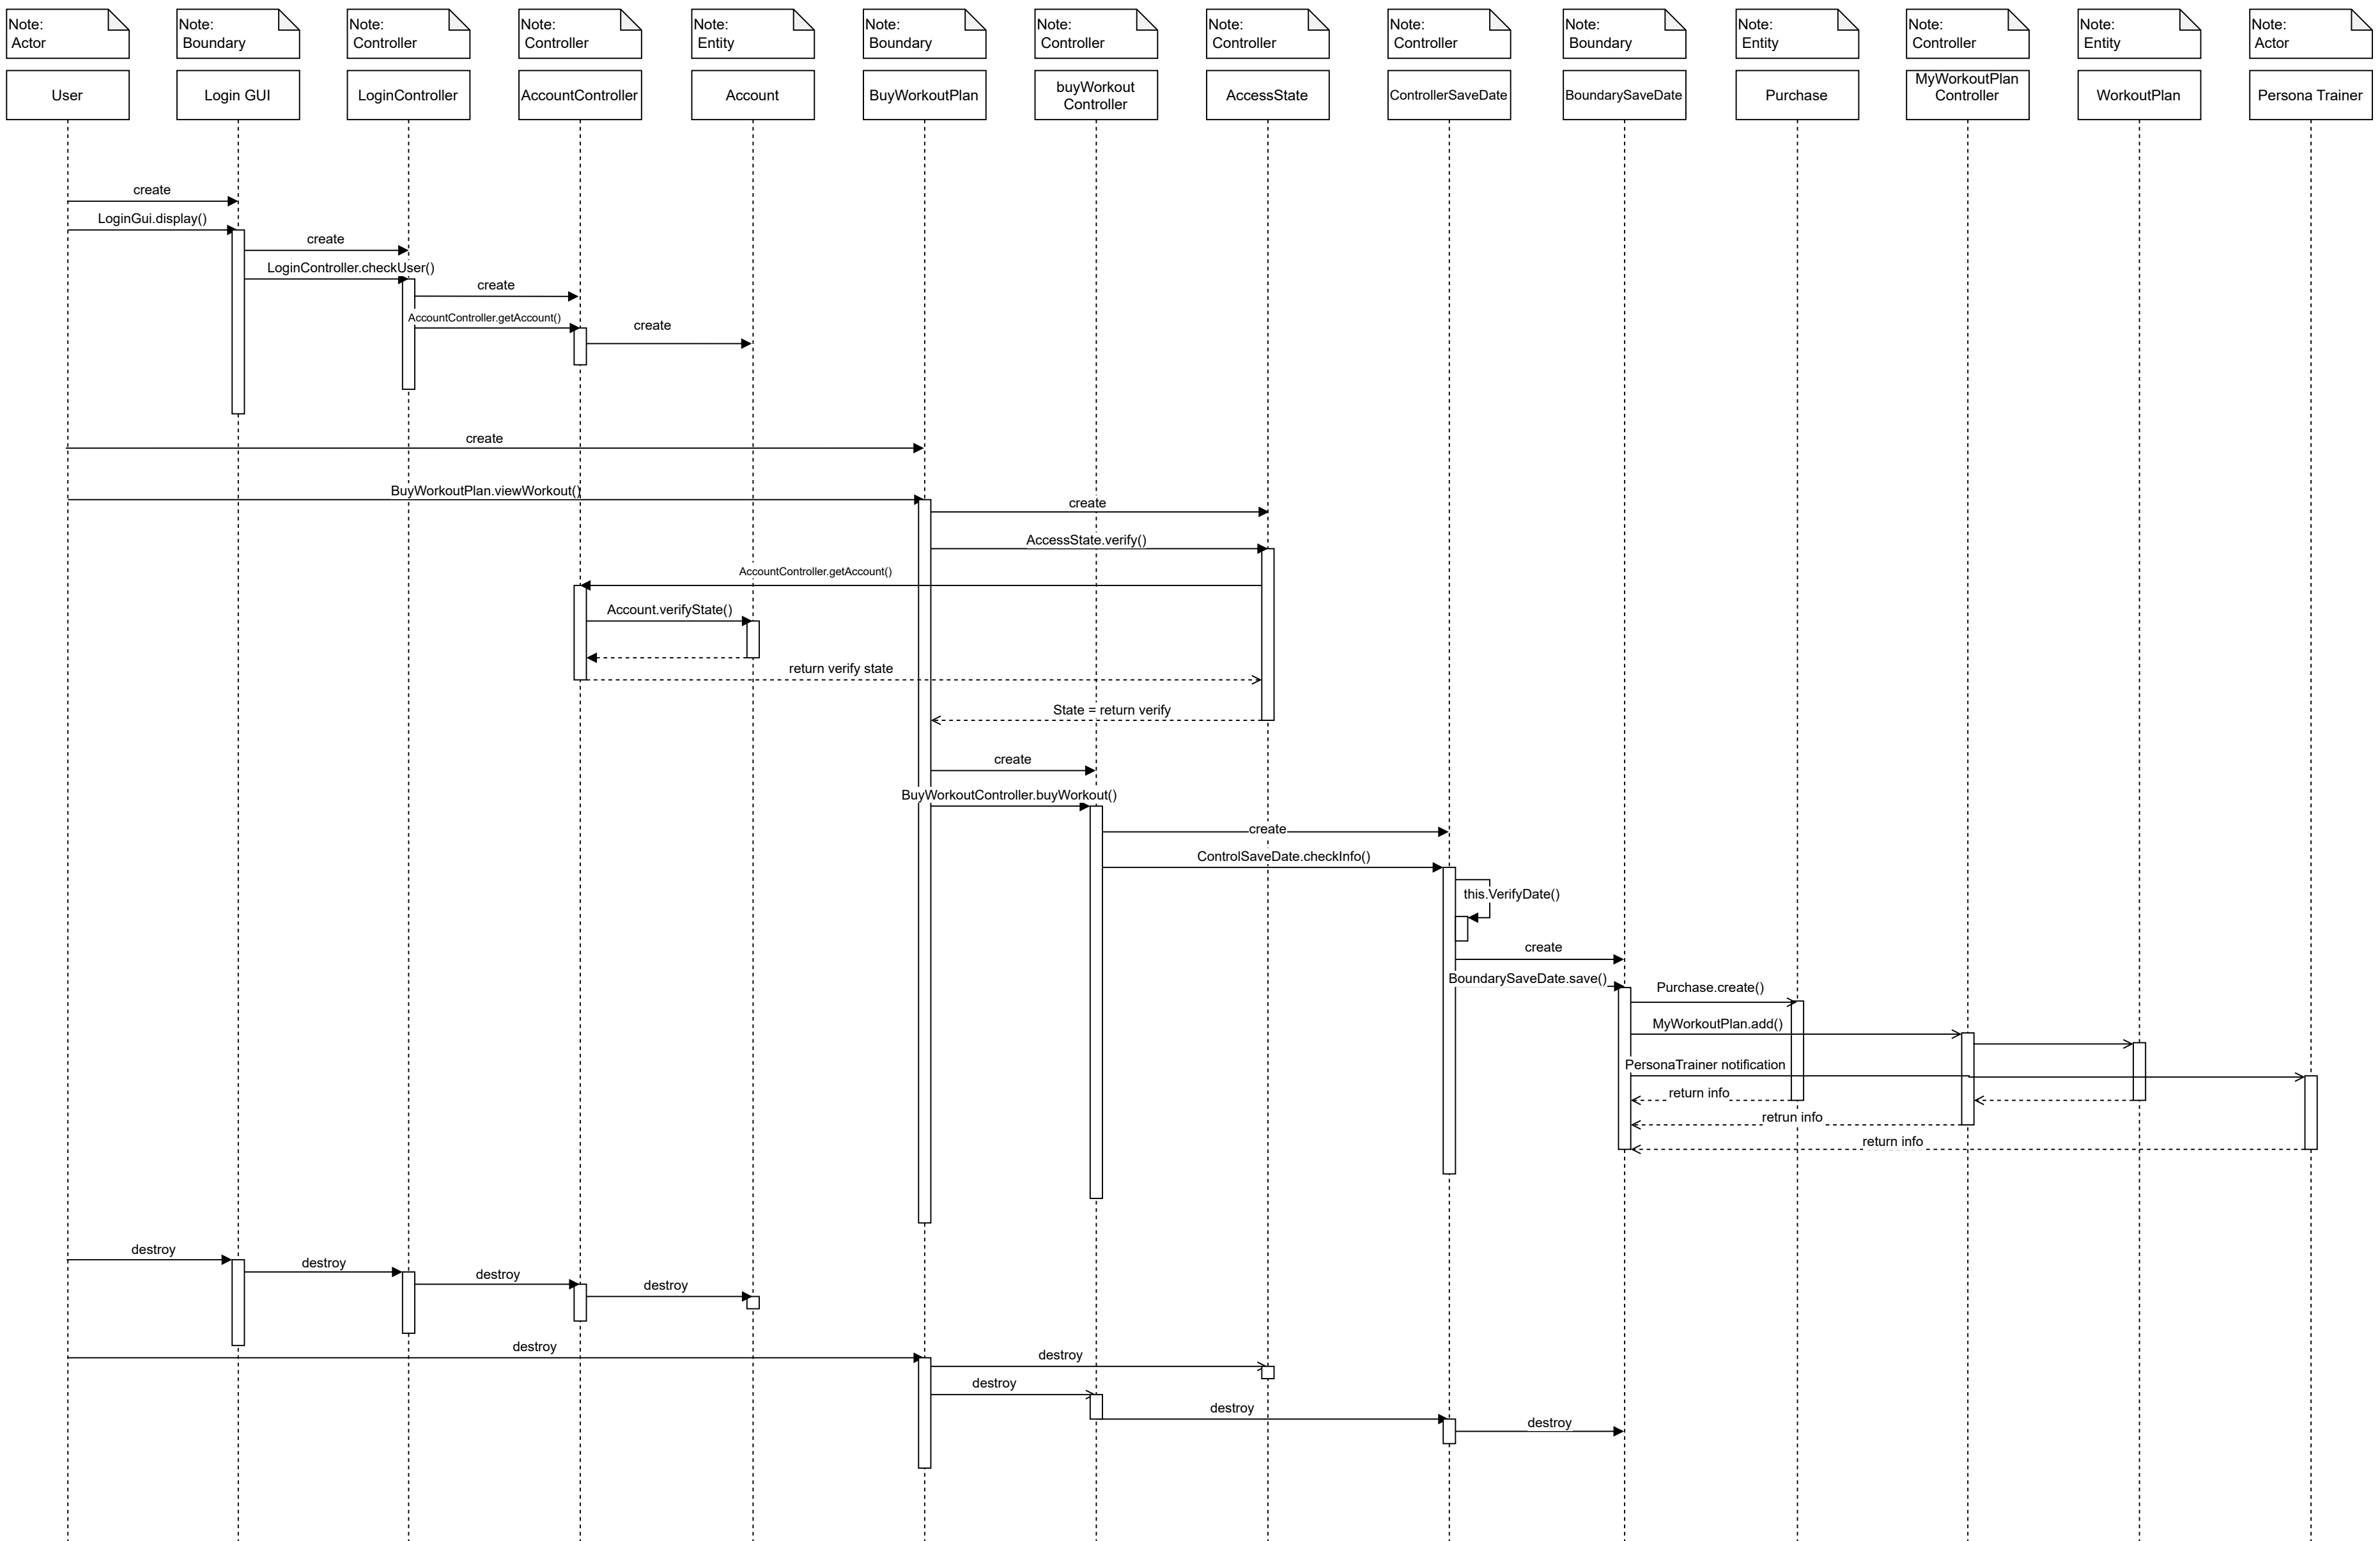 Note:
Actor
Note:
Boundary
Note:
Controller
Note:
Controller
Note:
Entity
Note:
Boundary
Note:
Controller
Note:
Controller
Note:
Controller
Note:
Boundary
Note:
Entity
Note:
Controller
Note:
Entity
Note:
Actor
User
Login GUI
LoginController
AccountController
Account
BuyWorkoutPlan
buyWorkout
Controller
AccessState
ControllerSaveDate
BoundarySaveDate
Purchase
MyWorkoutPlan
Controller
WorkoutPlan
Persona Trainer
create
LoginGui.display()
create
LoginController.checkUser()
create
AccountController.getAccount()
create
create
BuyWorkoutPlan.viewWorkout()
create
AccessState.verify()
AccountController.getAccount()
Account.verifyState()
return verify state
State = return verify
create
BuyWorkoutController.buyWorkout()
create
ControlSaveDate.checkInfo()
this.VerifyDate()
create
BoundarySaveDate.save()
Purchase.create()
MyWorkoutPlan.add()
PersonaTrainer notification
return info
retrun info
return info
destroy
destroy
destroy
destroy
destroy
destroy
destroy
destroy
destroy